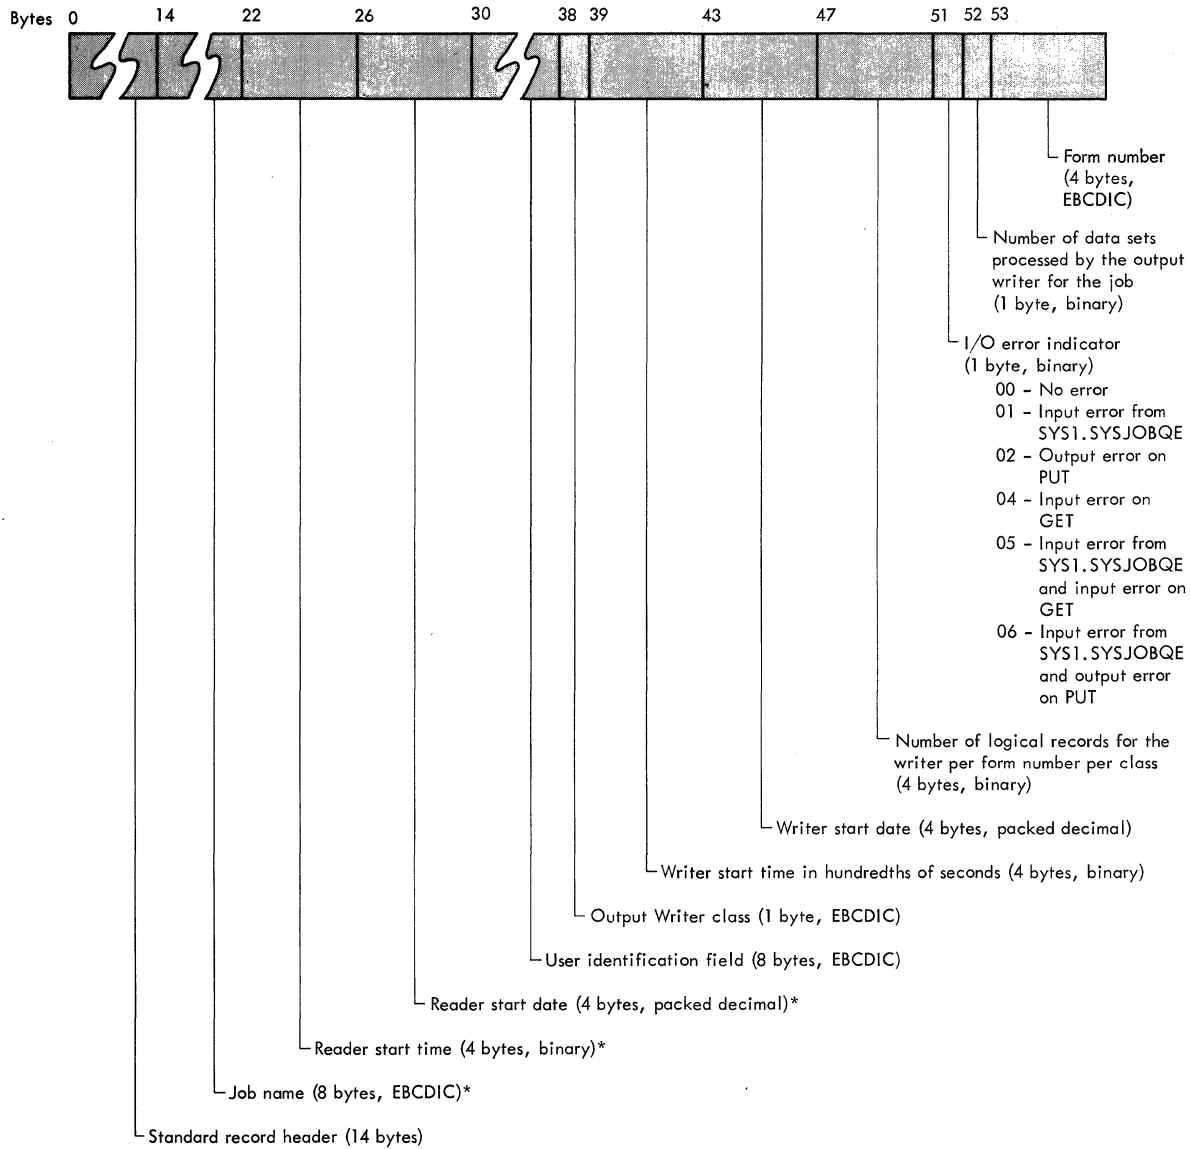 Bytes 0 14 22 26 30 38 39 43 47 51 52 53
Form number
(4 bytes,
EBCDIC)
Number of data sets
processed by the output
writer for the job
(1 byte, binary)
I/O error indicator
(1 byte, binary)
00 - No error
01 - Input error from
SYS1.SYSJOBQE
02 - Output error on
PUT
04 - Input error on
GET
05 - Input error from
SYS1.SYSJOBQE
and input error on
GET
06 - Input error from
SYS1.SYSJOBQE
and output error
on PUT
Number of logical records for the
writer per form number per class
(4 bytes, binary)
Writer start date (4 bytes, packed decimal)
Writer start time in hundredths of seconds (4 bytes, binary)
Output Writer class (1 byte, EBCDIC)
User identification field (8 bytes, EBCDIC)
Reader start date (4 bytes, packed decimal)*
Reader start time (4 bytes, binary)*
Job name (8 bytes, EBCDIC)*
Standard record header (14 bytes)